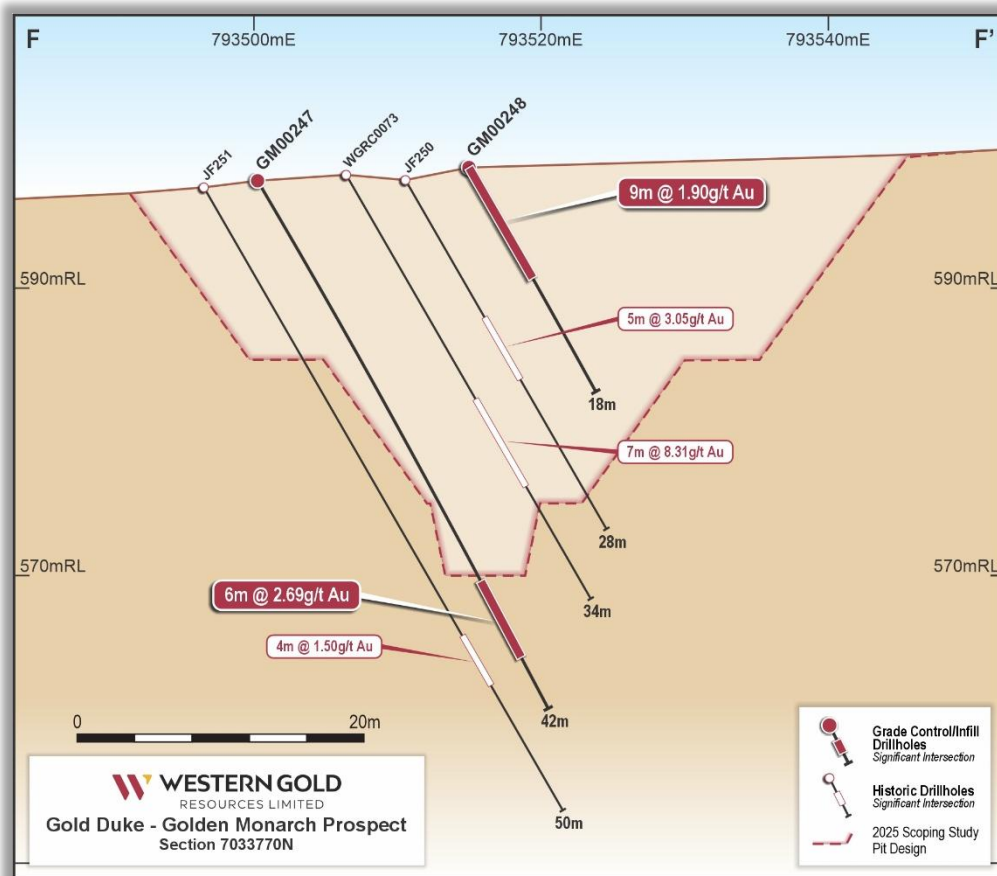 F
793500mE
793520mE
793540mE
F'
JF251
GM00247
WGRC0073
JF250
GM00248
9m @ 1.90g/t Au
590mRL
590mRL
5m @ 3.05g/t Au
18m
7m @ 8.31g/t Au
28m
570mRL
570mRL
34m
6m @ 2.69g/t Au
4m @ 1.50g/t Au
42m
0
20m
50m
WESTERN GOLD
RESOURCES LIMITED
Gold Duke - Golden Monarch Prospect
Section 7033770N
Grade Control/Infill
Drillholes
Significant Intersection
Historic Drillholes
Significant Intersection
2025 Scoping Study
Pit Design